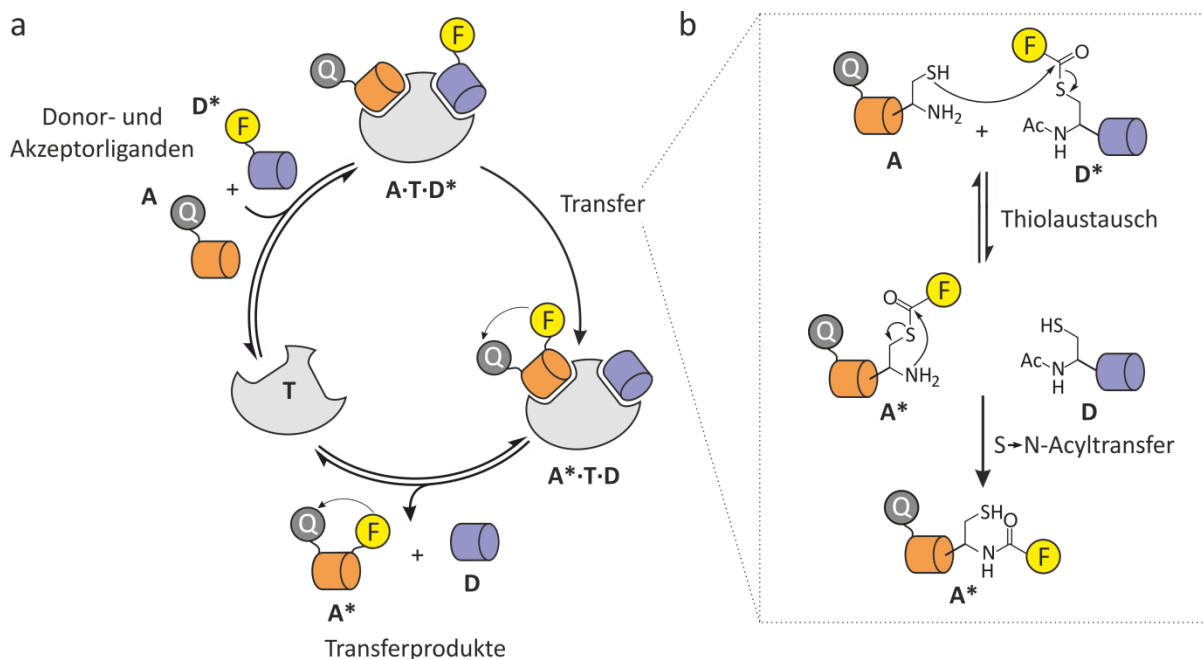 a
Q
F
Donor- und
Akzeptorliganden
D*
F
A
+
Q
A·T·D*
Transfer
T
Q
F
A*·T·D
Q
F
+
A*
D
Transferprodukte
b
Q
SH
NH2
A
+
F
O
S
Ac
N
H
D*
Thiolaustausch
Q
O
F
S
NH2
A*
HS
Ac
N
H
D
S→N-Acyltransfer
Q
SH
O
N
H
F
A*